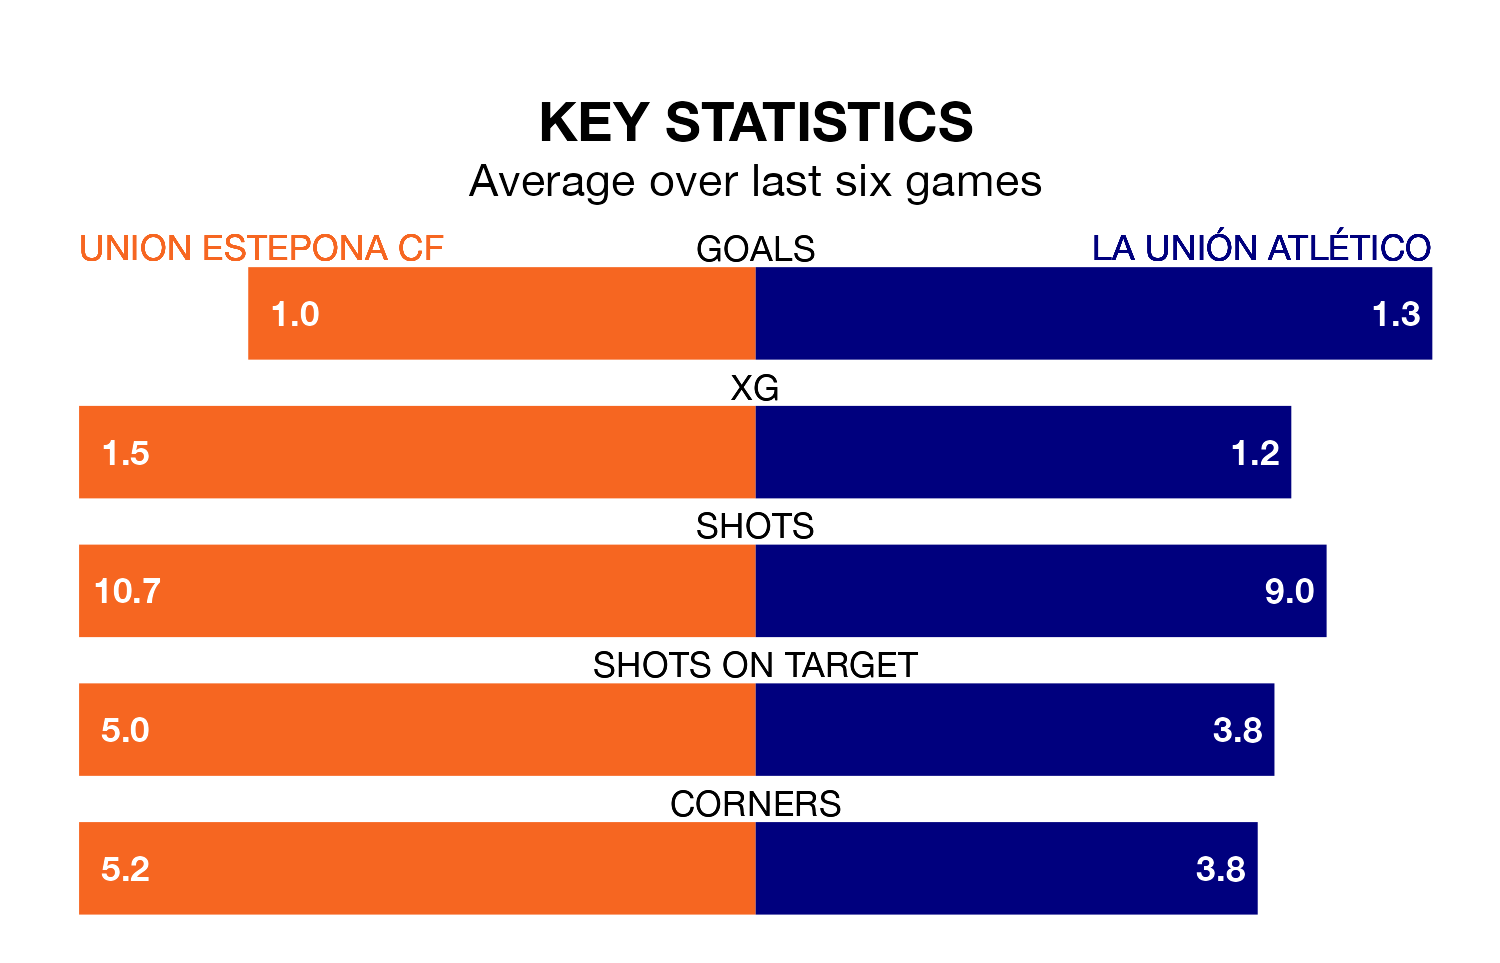 KEY STATISTICS
Average over last six games
UNION ESTEPONA CF GOALS LA UNIÓN ATLÉTICO
1.0 1.3
XG
1.5 1.2
SHOTS
10.7 9.0
SHOTS ON TARGET
5.0 3.8
CORNERS
5.2 3.8